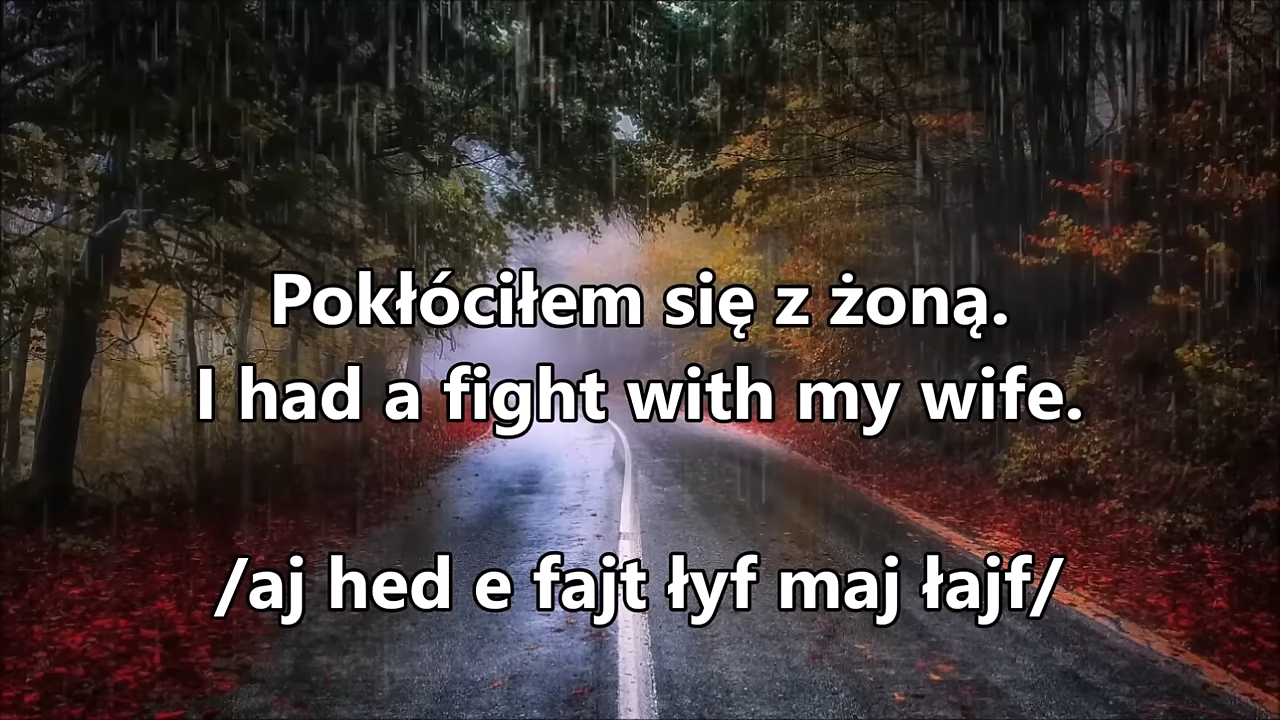 Pokłóciłem się z żoną.
I had a fight with my wife.
/aj hed e fajt łyf maj łajf/